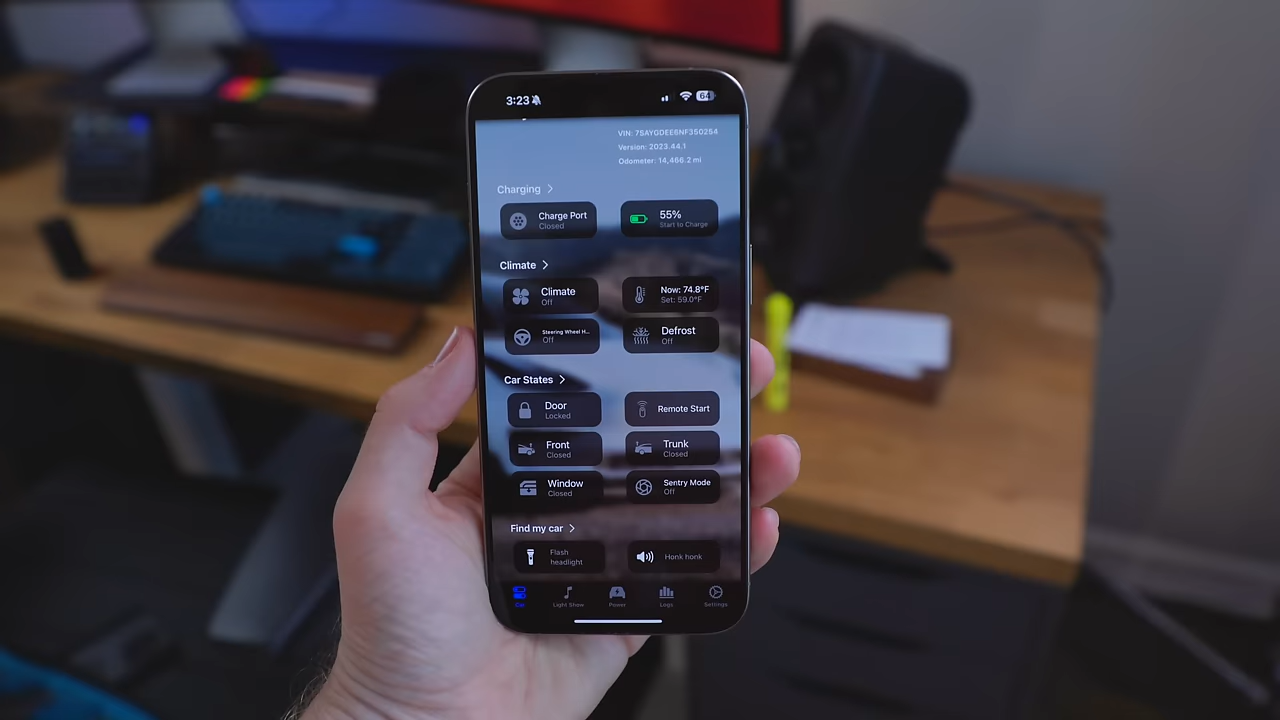 3:23
64
VIN: 7SAYGDEE6NF350254
Version: 2023.44.1
Odometer: 14,466.2 mi
Charging
Charge Port
Closed
55%
Start to Charge
Climate
Climate
Off
Now: 74.8°F
Set: 59.0°F
Steering Wheel H...
Off
Defrost
Off
Car States
Door
Locked
Remote Start
Front
Closed
Trunk
Closed
Window
Closed
Sentry Mode
Off
Find my car
Flash
headlight
Honk honk
Car
Light Show
Power
Logs
Settings